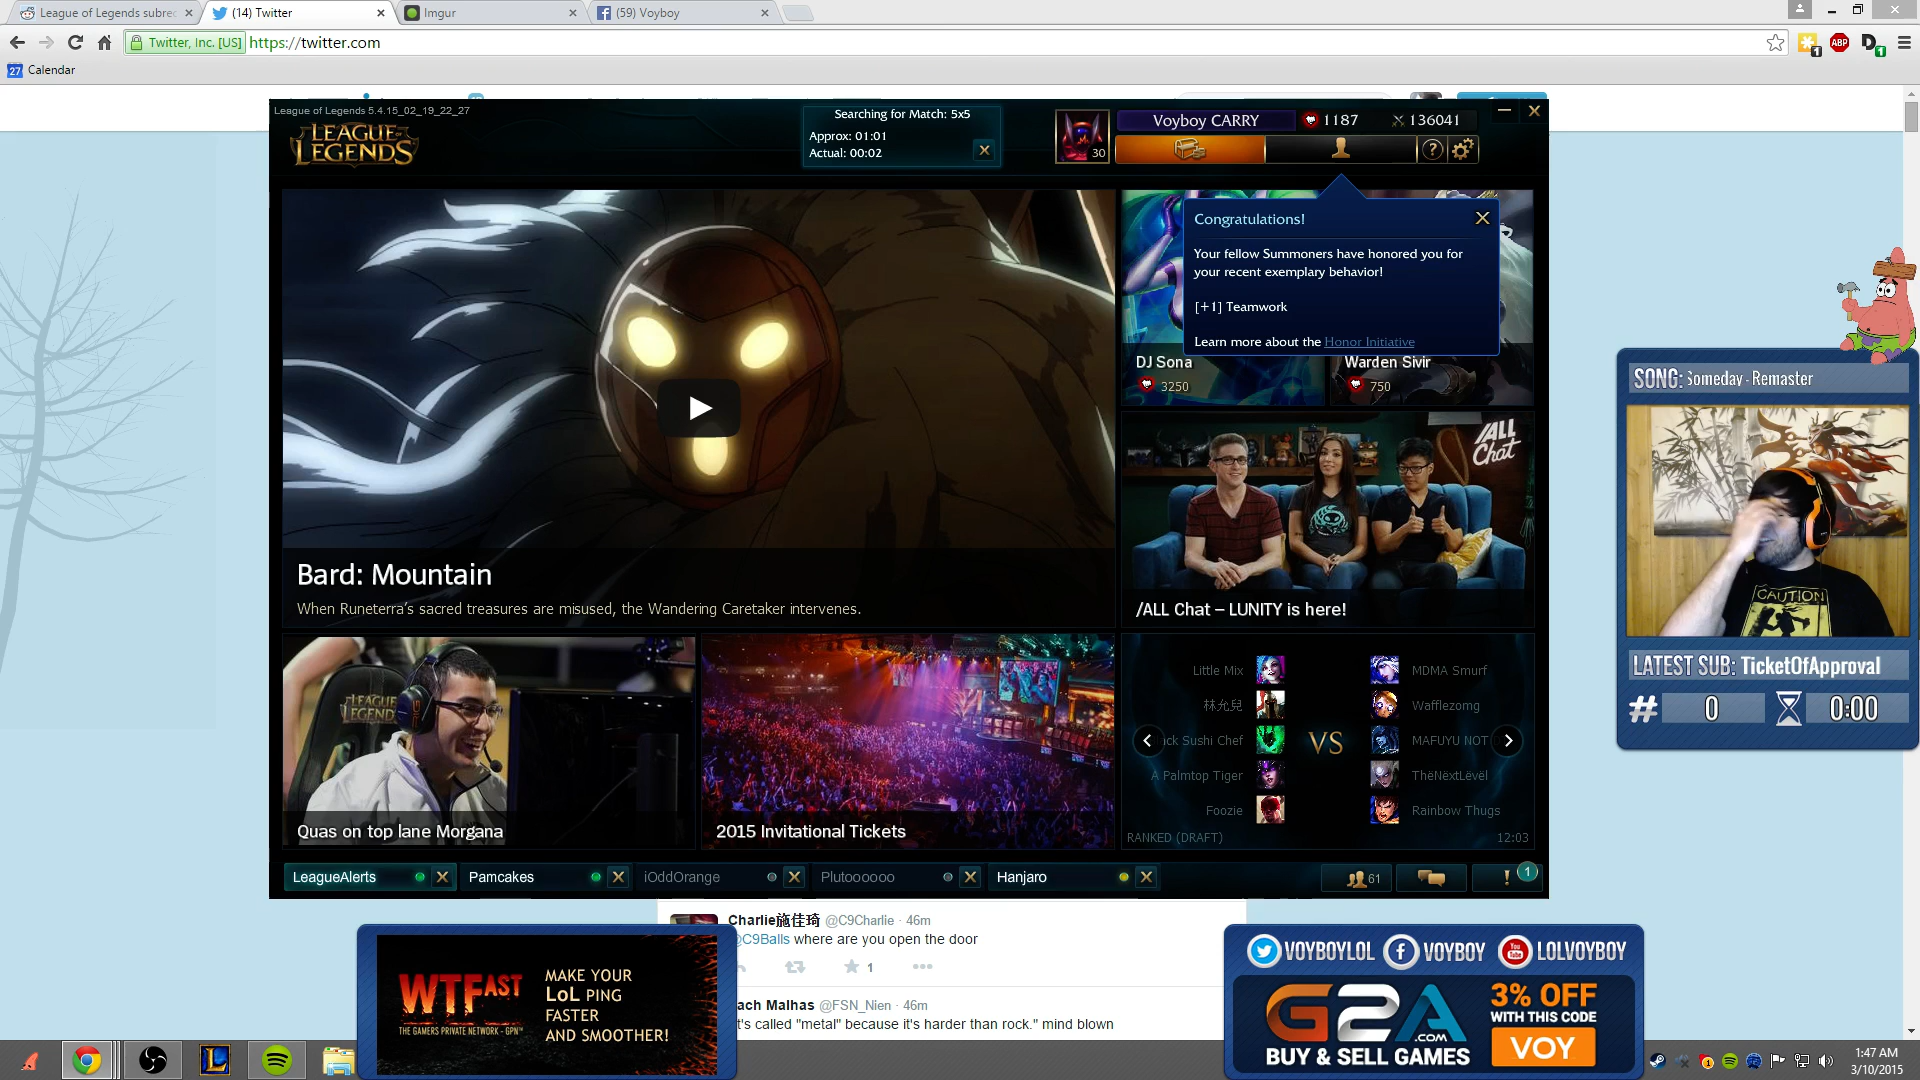 League of Legends subred
(14) Twitter
Imgur
(59) Voyboy
Twitter, Inc. [US]
https://twitter.com
ABP
1
1
27 Calendar
League of Legends 5.4.15_02_19_22_27
LEAGUE of LEGENDS
Searching for Match: 5x5
Approx: 01:01
Actual: 00:02
30
Voyboy CARRY
1187
136041
?
Congratulations!
Your fellow Summoners have honored you for
your recent exemplary behavior!
[+1] Teamwork
Learn more about the Honor Initiative
DJ Sona
3250
Warden Sivir
750
Bard: Mountain
When Runeterra's sacred treasures are misused, the Wandering Caretaker intervenes.
/ALL Chat
/ALL Chat – LUNITY is here!
LEAGUE LEGENDS
Quas on top lane Morgana
2015 Invitational Tickets
Little Mix
MDMA Smurf
林允兒
Wafflezomg
ck Sushi Chef
VS
MAFUYU NOT
A Palmtop Tiger
ThëNëxtLëvël
Foozie
Rainbow Thugs
RANKED (DRAFT)
12:03
LeagueAlerts
Pamcakes
iOddOrange
Plutoooooo
Hanjaro
61
!
1
Charlie施佳琦 @C9Charlie · 46m
@C9Balls where are you open the door
1
ach Malhas @FSN_Nien · 46m
t's called "metal" because it's harder than rock." mind blown
WTFAST
THE GAMERS PRIVATE NETWORK - GPN™
MAKE YOUR
LoL PING
FASTER
AND SMOOTHER!
SONG: Someday - Remaster
CAUTION
LATEST SUB: TicketOfApproval
# 0
0:00
VOYBOYLOL
VOYBOY
You Tube
LOLVOYBOY
G2A
.COM
BUY & SELL GAMES
3% OFF
WITH THIS CODE
VOY
1:47 AM
3/10/2015